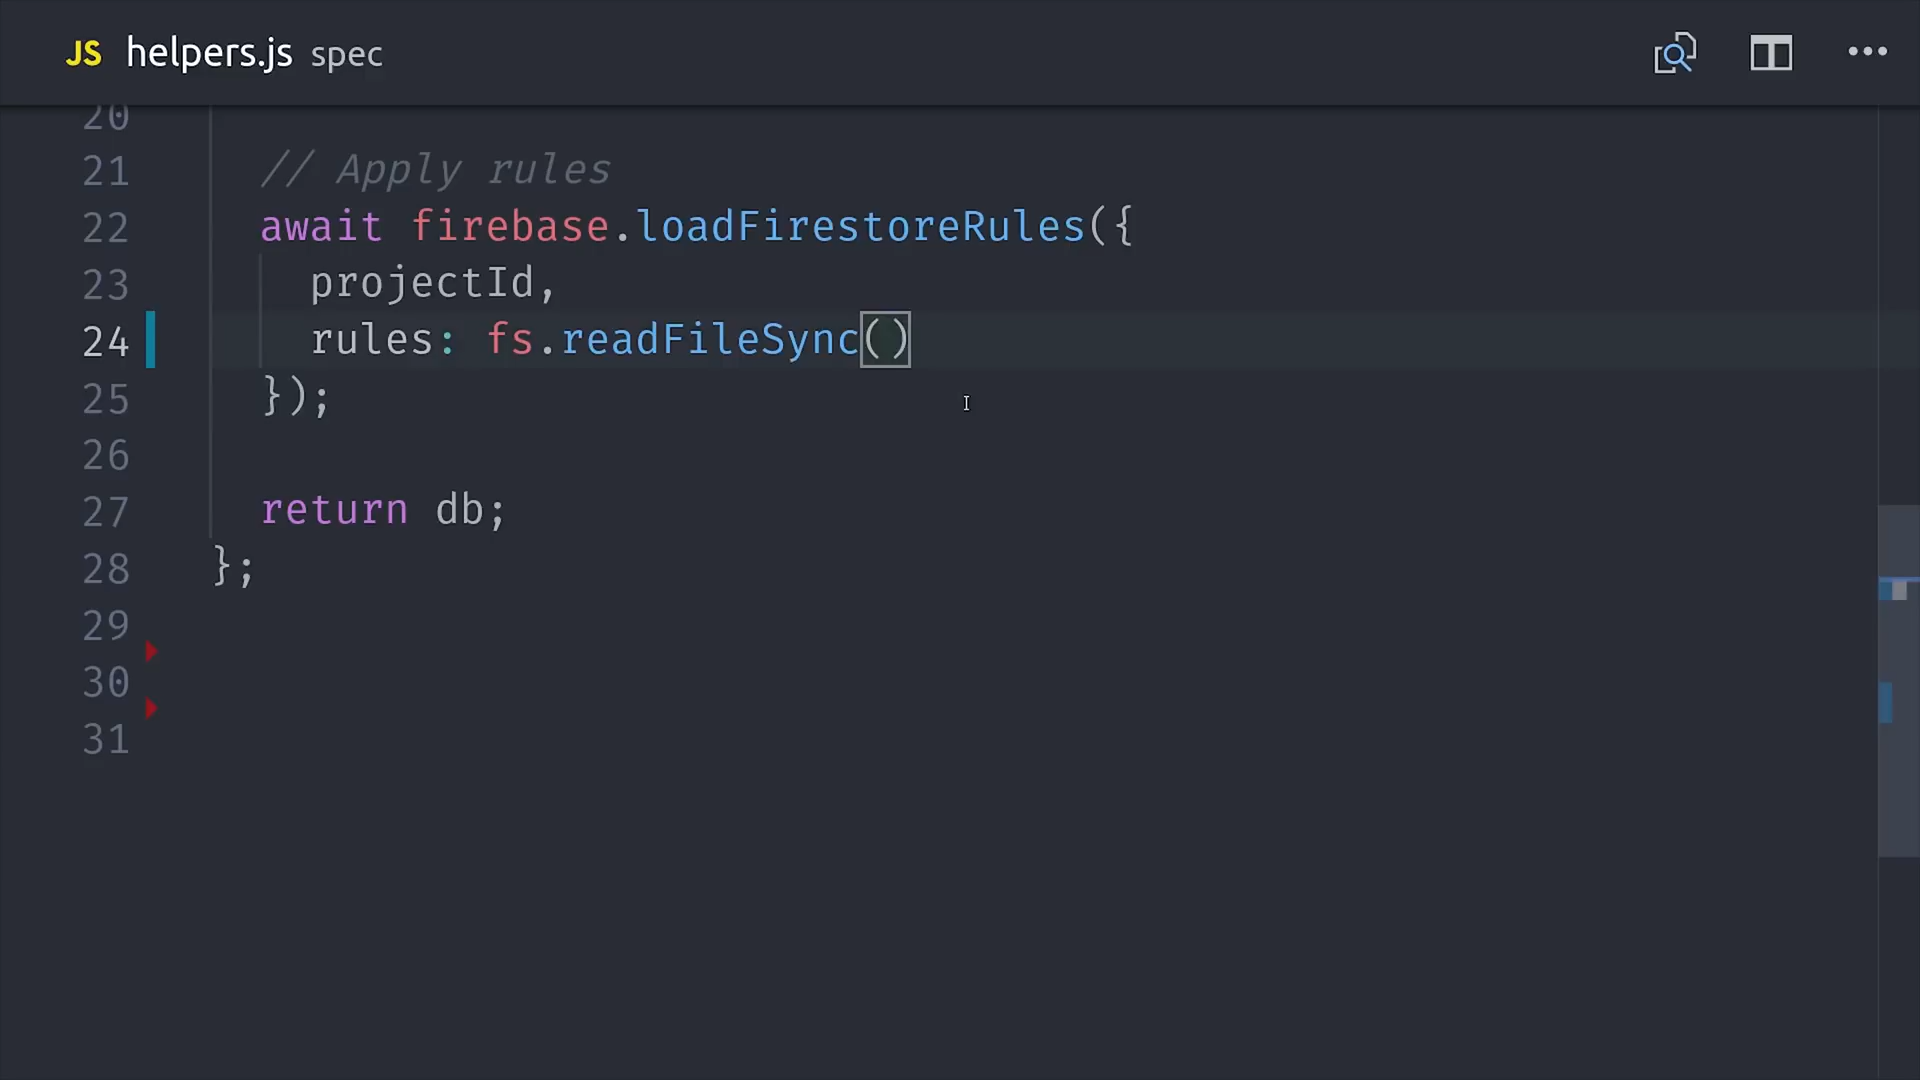 JS helpers.js spec
20
21 // Apply rules
22 await firebase.loadFirestoreRules({
23 projectId,
24 rules: fs.readFileSync()
25 });
26
27 return db;
28 };
29
30
31